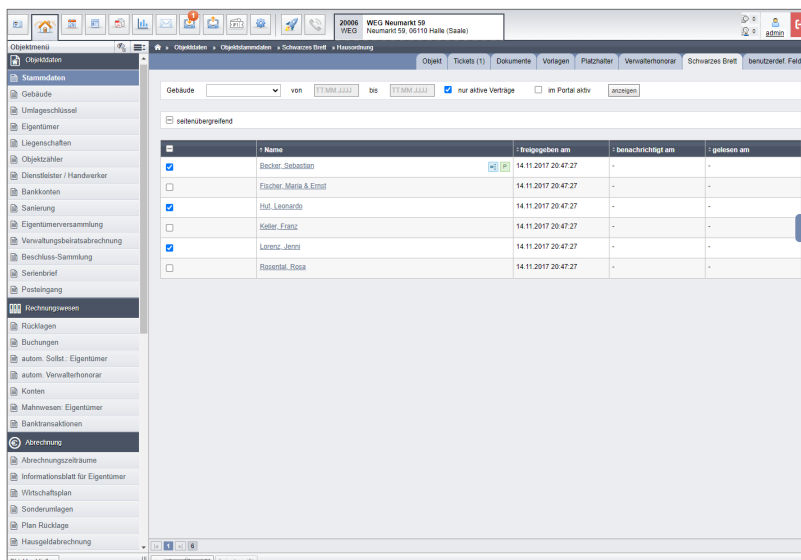 1
20006
WEG
WEG Neumarkt 59
Neumarkt 59, 06110 Halle (Saale)
0
0
admin
Objektmenü
Objektdaten
Objektstammdaten
Schwarzes Brett
Hausordnung
Objektdaten
Stammdaten
Gebäude
Umlageschlüssel
Eigentümer
Liegenschaften
Objektzähler
Dienstleister / Handwerker
Bankkonten
Sanierung
Eigentümerversammlung
Verwaltungsbeiratsabrechnung
Beschluss-Sammlung
Serienbrief
Posteingang
Rechnungswesen
Rücklagen
Buchungen
autom. Sollst.: Eigentümer
autom. Verwalterhonorar
Konten
Mahnwesen: Eigentümer
Banktransaktionen
Abrechnung
Abrechnungszeiträume
Informationsblatt für Eigentümer
Wirtschaftsplan
Sonderumlagen
Plan Rücklage
Hausgeldabrechnung
Objekt Tickets (1) Dokumente Vorlagen Platzhalter Verwalterhonorar Schwarzes Brett benutzerdef. Feld
Gebäude von TT.MM.JJJJ bis TT.MM.JJJJ nur aktive Verträge im Portal aktiv anzeigen
seitenübergreifend
Name freigegeben am benachrichtigt am gelesen am
Becker, Sebastian P 14.11.2017 20:47:27 - -
Fischer, Maria & Ernst 14.11.2017 20:47:27 - -
Hut, Leonardo 14.11.2017 20:47:27 - -
Keller, Franz 14.11.2017 20:47:27 - -
Lorenz, Jenni 14.11.2017 20:47:27 - -
Rosental, Rosa 14.11.2017 20:47:27 - -
1 6